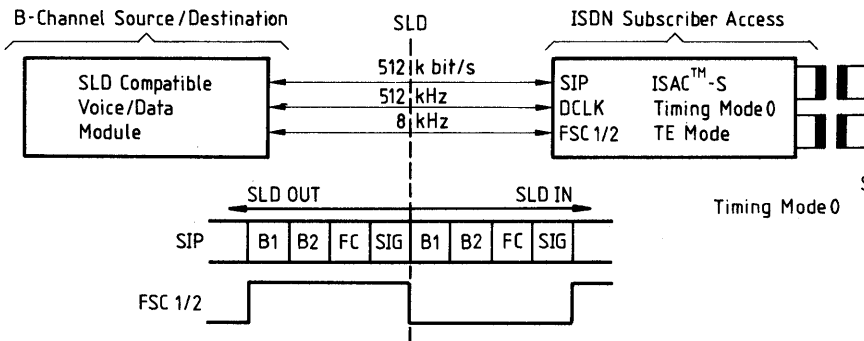 B-Channel Source/Destination
SLD
ISDN Subscriber Access
SLD Compatible
Voice/Data
Module
512 k bit/s
512 kHz
8 kHz
SIP ISAC™-S
DCLK Timing Mode 0
FSC 1/2 TE Mode
S
Timing Mode 0
SLD OUT
SLD IN
SIP B1 B2 FC SIG B1 B2 FC SIG
FSC 1/2